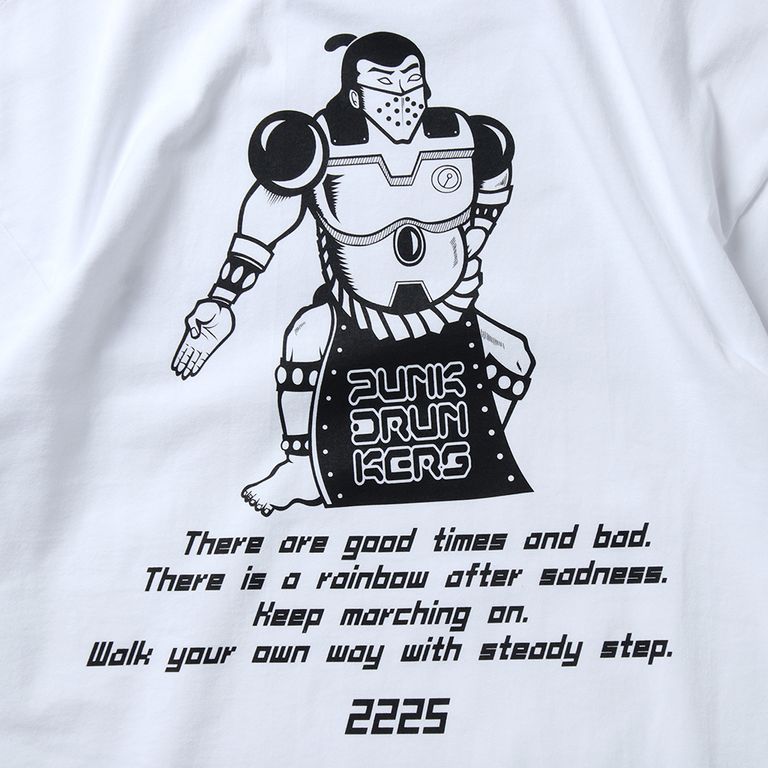 PUNK
DRUN
KERS
There are good times and bad.
There is a rainbow after sadness.
Keep marching on.
Walk your own way with steady step.
2225